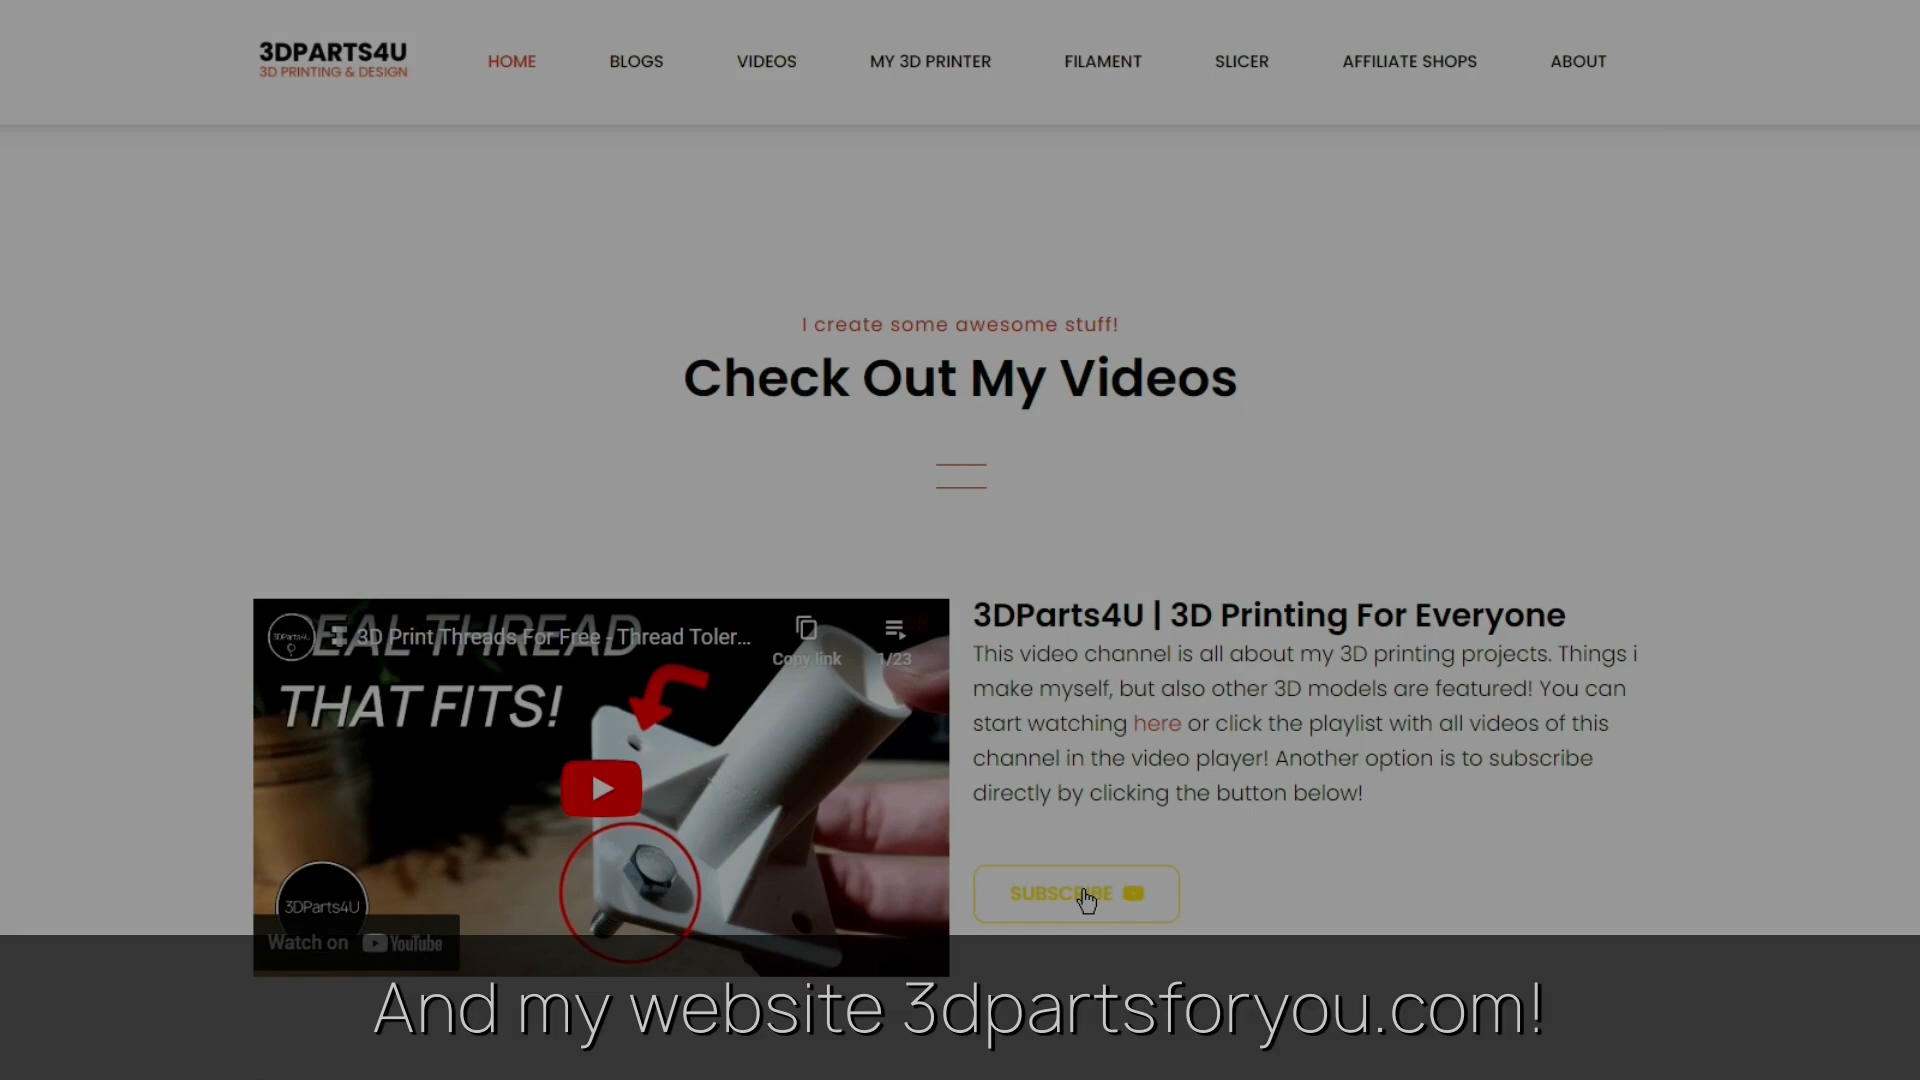 3DPARTS4U
3D PRINTING & DESIGN
HOME
BLOGS
VIDEOS
MY 3D PRINTER
FILAMENT
SLICER
AFFILIATE SHOPS
ABOUT
I create some awesome stuff!
Check Out My Videos
3DParts4U
3D Print Threads For Free - Thread Toler...
Copy link
1/23
THREAD
THAT FITS!
3DParts4U
Watch on YouTube
3DParts4U | 3D Printing For Everyone
This video channel is all about my 3D printing projects. Things i
make myself, but also other 3D models are featured! You can
start watching here or click the playlist with all videos of this
channel in the video player! Another option is to subscribe
directly by clicking the button below!
SUBSCRIBE
And my website 3dpartsforyou.com!